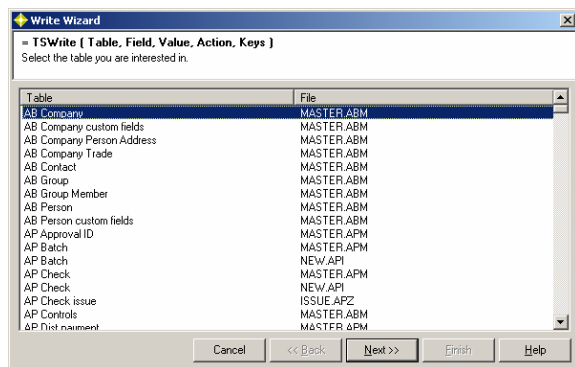 Write Wizard
= TSWrite ( Table, Field, Value, Action, Keys )
Select the table you are interested in.
Table File
AB Company MASTER.ABM
AB Company custom fields MASTER.ABM
AB Company Person Address MASTER.ABM
AB Company Trade MASTER.ABM
AB Contact MASTER.ABM
AB Group MASTER.ABM
AB Group Member MASTER.ABM
AB Person MASTER.ABM
AB Person custom fields MASTER.ABM
AP Approval ID MASTER.APM
AP Batch MASTER.APM
AP Batch NEW.API
AP Check MASTER.APM
AP Check NEW.API
AP Check issue ISSUE.APZ
AP Controls MASTER.ABM
AP Dist payment MASTER.APM
Cancel << Back Next >> Finish Help